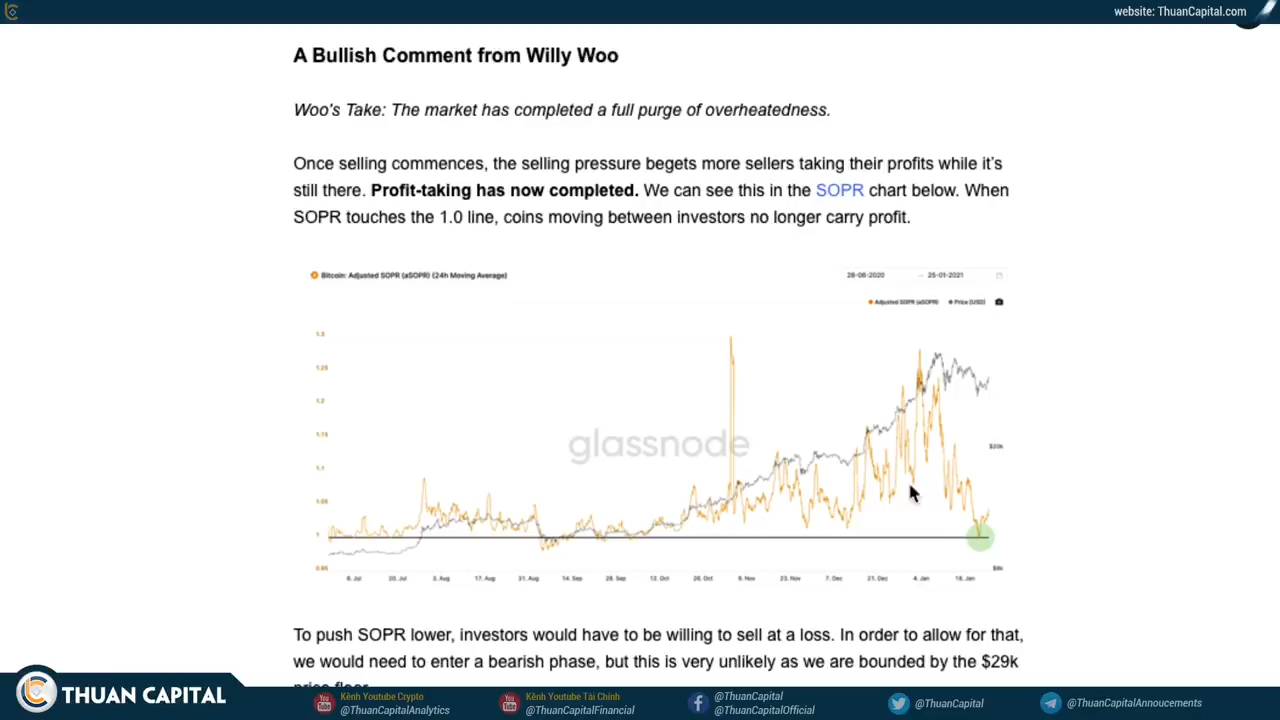 website: ThuanCapital.com
A Bullish Comment from Willy Woo
Woo's Take: The market has completed a full purge of overheatedness.
Once selling commences, the selling pressure begets more sellers taking their profits while it's
still there. Profit-taking has now completed. We can see this in the SOPR chart below. When
SOPR touches the 1.0 line, coins moving between investors no longer carry profit.
Bitcoin: Adjusted SOPR (aSOPR) (24h Moving Average)
28-06-2020 → 25-01-2021
Adjusted SOPR (aSOPR) Price [USD]
1.3
1.25
1.2
1.15
$20k
1.1
1.05
1
0.95
$8k
glassnode
6. Jul 20. Jul 3. Aug 17. Aug 31. Aug 14. Sep 28. Sep 12. Oct 26. Oct 9. Nov 23. Nov 7. Dec 21. Dec 4. Jan 18. Jan
To push SOPR lower, investors would have to be willing to sell at a loss. In order to allow for that,
we would need to enter a bearish phase, but this is very unlikely as we are bounded by the $29k
price floor.
THUAN CAPITAL
Kênh Youtube Crypto
@ThuanCapitalAnalytics
Kênh Youtube Tài Chính
@ThuanCapitalFinancial
@ThuanCapital
@ThuanCapitalOfficial
@ThuanCapital
@ThuanCapitalAnnoucements